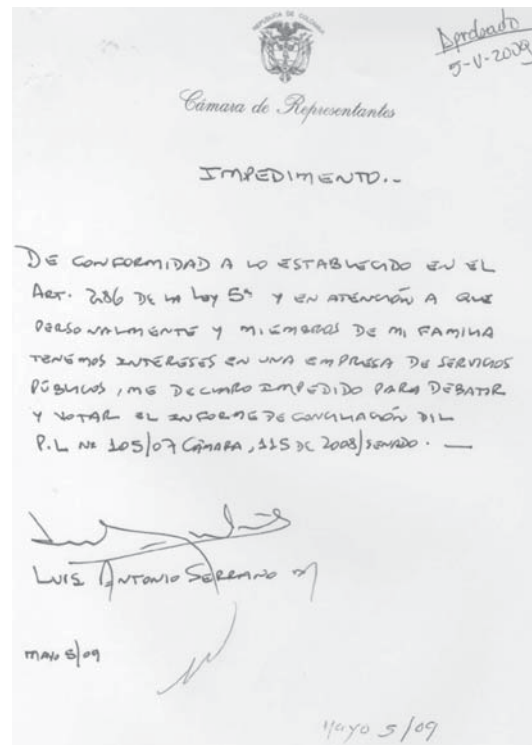 Aprobado
5-V-2009
REPÚBLICA DE COLOMBIA
Cámara de Representantes
IMPEDIMENTO.-
DE CONFORMIDAD A LO ESTABLECIDO EN EL
ART. 286 DE LA Ley 5ª Y EN ATENCIÓN A QUE
PERSONALMENTE Y MIEMBROS DE MI FAMILIA
TENEMOS INTERESES EN UNA EMPRESA DE SERVICIOS
PÚBLICOS, ME DECLARO IMPEDIDO PARA DEBATIR
Y VOTAR EL INFORME DE CONCILIACIÓN DEL
P.L Nº 105/07 CÁMARA, 115 DE 2008/SENADO. —
LUIS ANTONIO SERRANO M
MAYO 5/09
Mayo 5/09